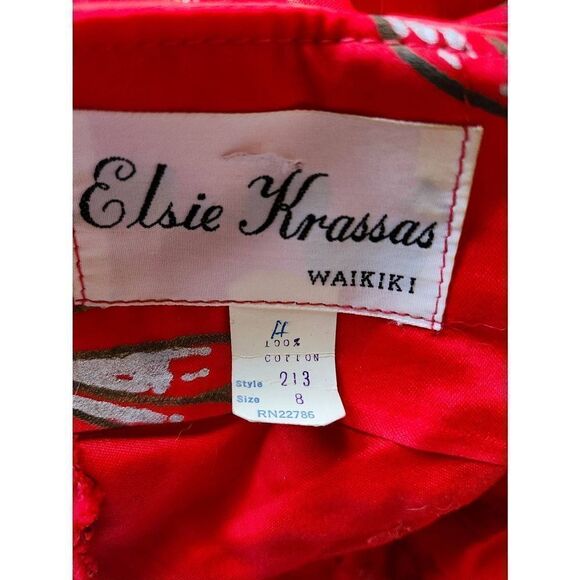 Elsie Krassas
WAIKIKI
H
100%
COTTON
Style 213
Size 8
RN22786